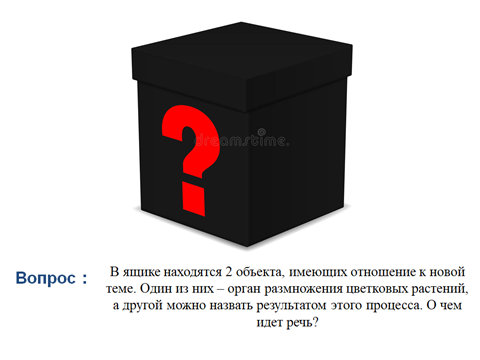 ?
dreamstime.
Вопрос :
В ящике находятся 2 объекта, имеющих отношение к новой
теме. Один из них – орган размножения цветковых растений,
а другой можно назвать результатом этого процесса. О чем
идет речь?